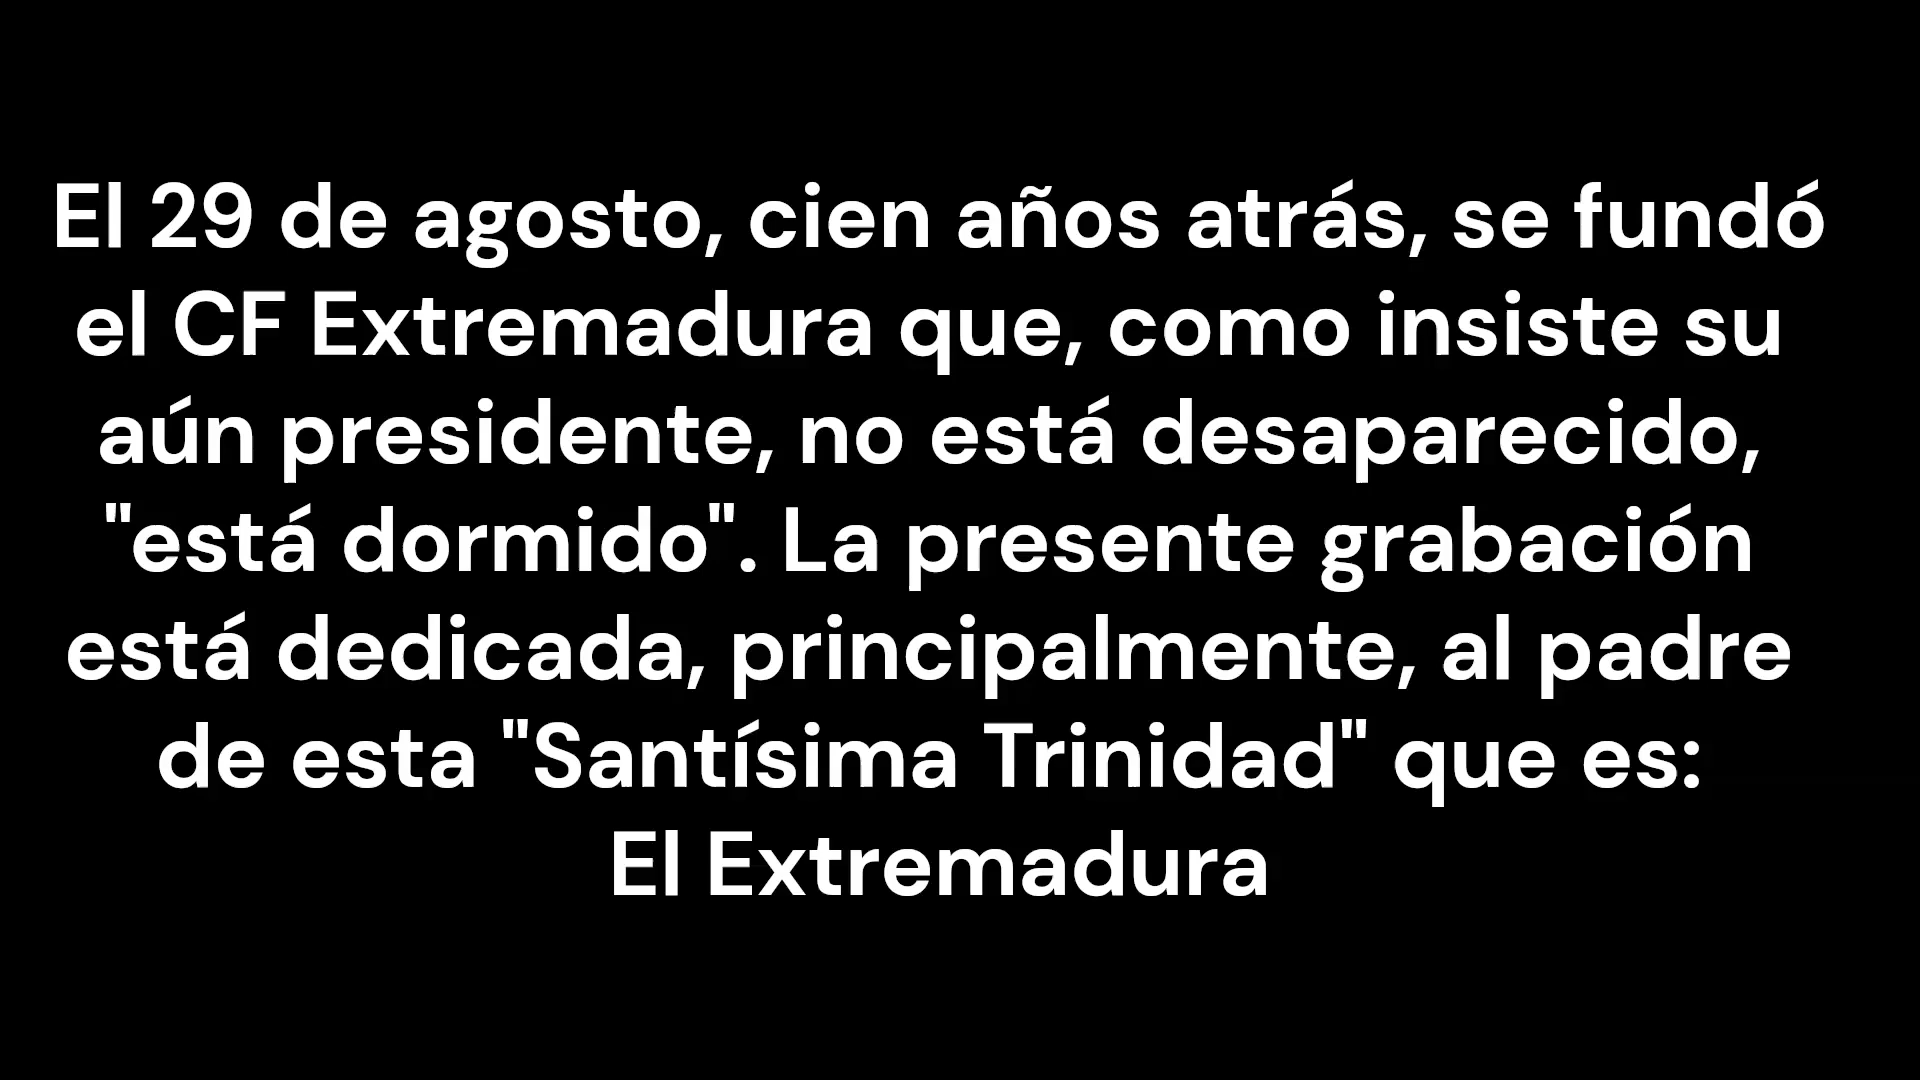 El 29 de agosto, cien años atrás, se fundó
el CF Extremadura que, como insiste su
aún presidente, no está desaparecido,
"está dormido". La presente grabación
está dedicada, principalmente, al padre
de esta "Santísima Trinidad" que es:
El Extremadura